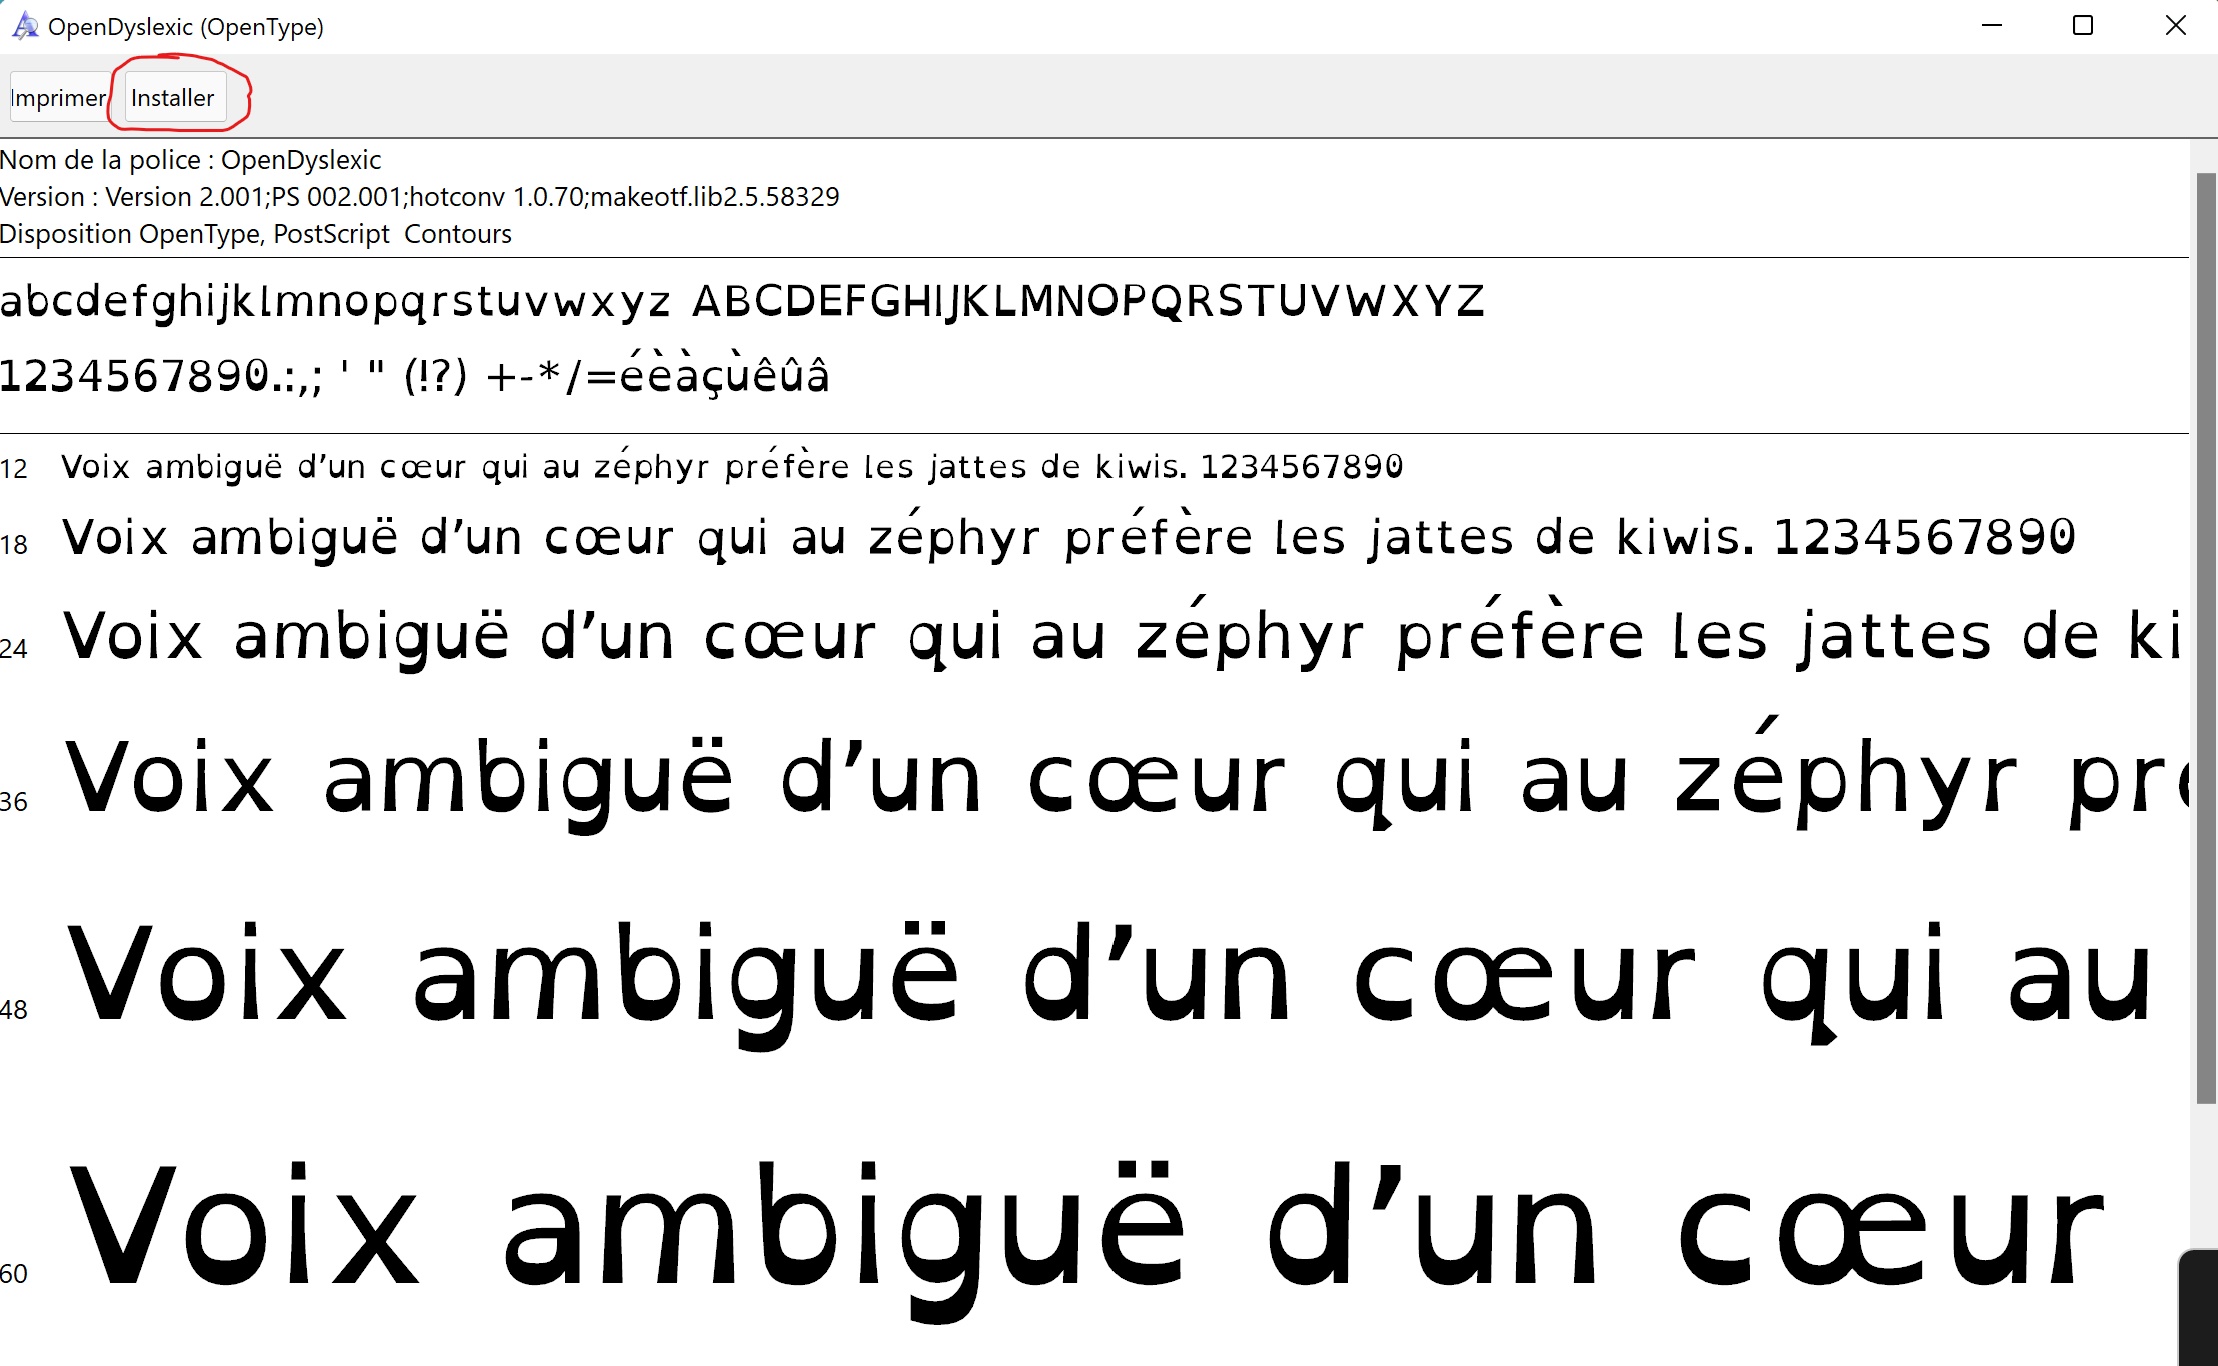 OpenDyslexic (OpenType)
Imprimer Installer
Nom de la police : OpenDyslexic
Version : Version 2.001;PS 002.001;hotconv 1.0.70;makeotf.lib2.5.58329
Disposition OpenType, PostScript  Contours
abcdefghijklmnopqrstuvwxyz ABCDEFGHIJKLMNOPQRSTUVWXYZ
1234567890.:,; ' " (!?) +-*/=éèàçùêûâ
12 Voix ambiguë d’un cœur qui au zéphyr préfère les jattes de kiwis. 1234567890
18 Voix ambiguë d’un cœur qui au zéphyr préfère les jattes de kiwis. 1234567890
24 Voix ambiguë d’un cœur qui au zéphyr préfère les jattes de ki
36 Voix ambiguë d’un cœur qui au zéphyr pré
48 Voix ambiguë d’un cœur qui au
60 Voix ambiguë d’un cœur